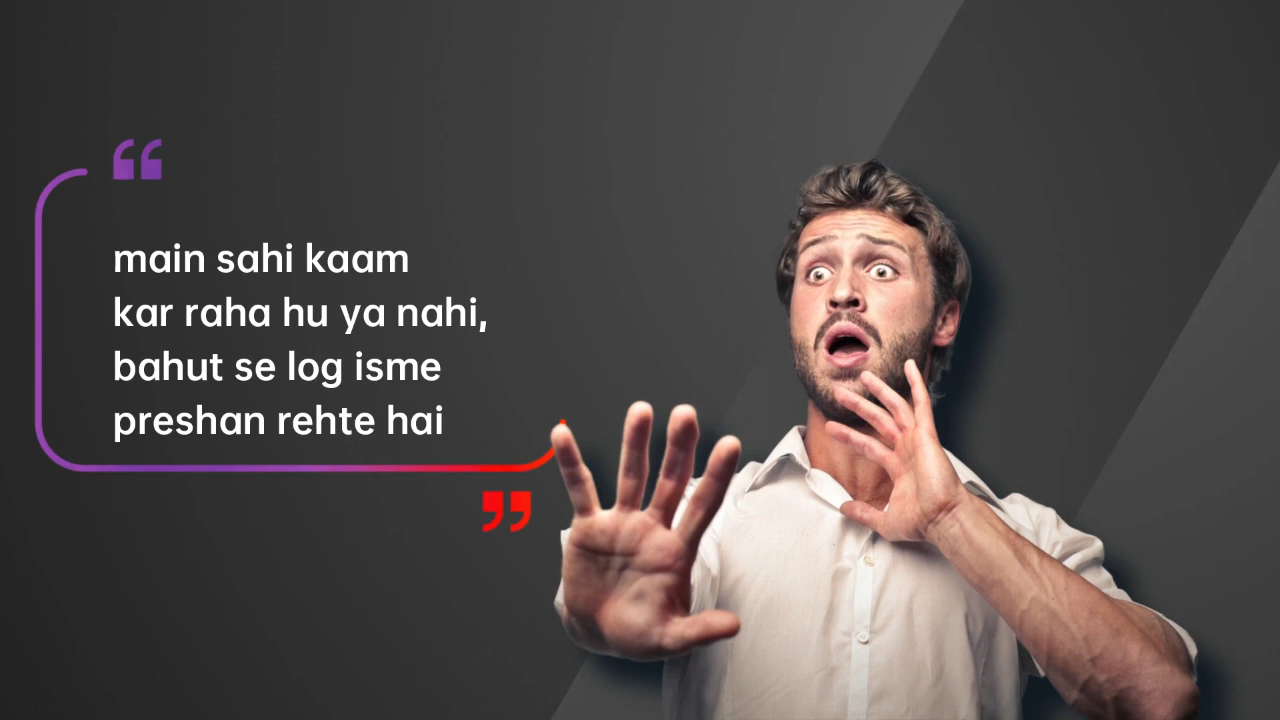 main sahi kaam
kar raha hu ya nahi,
bahut se log isme
preshan rehte hai